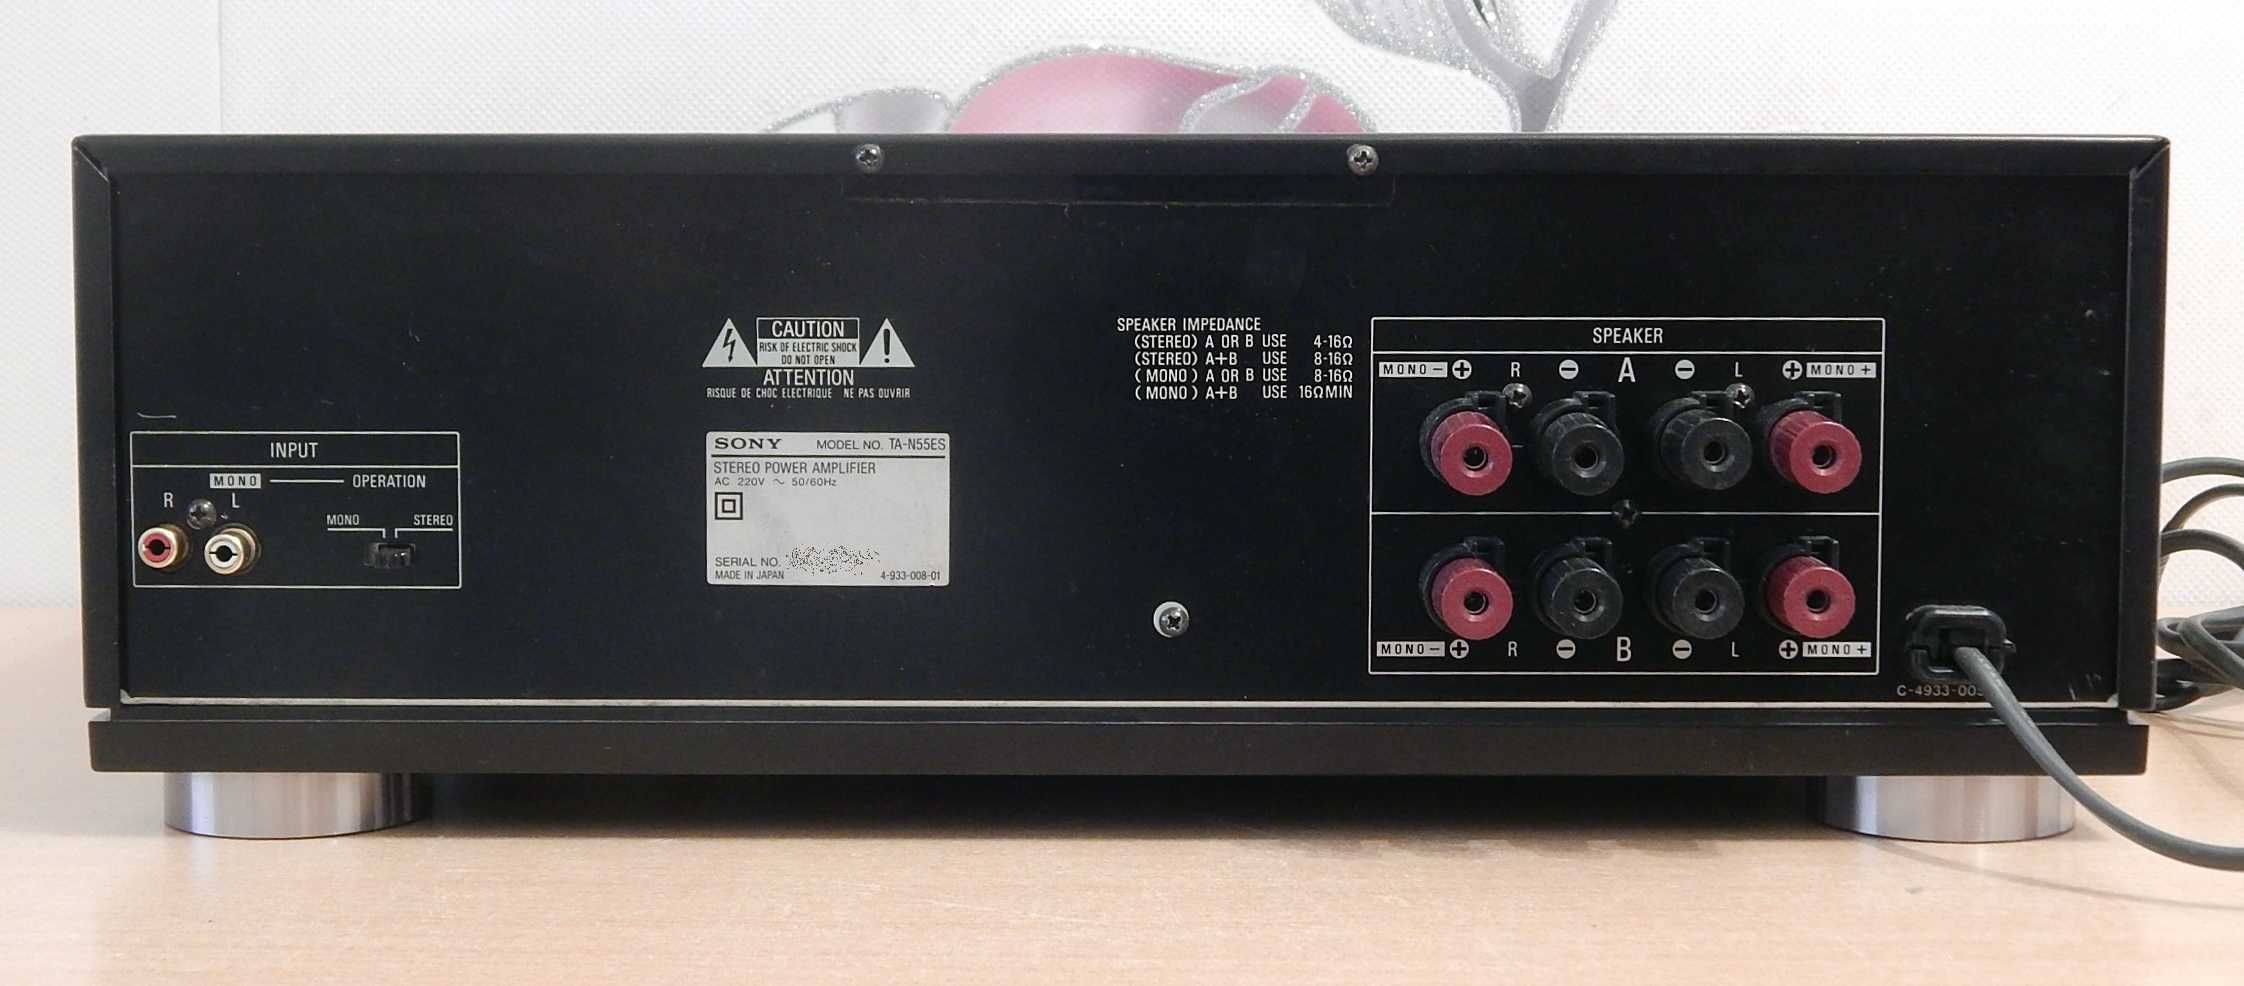 CAUTION
RISK OF ELECTRIC SHOCK
DO NOT OPEN
ATTENTION
RISQUE DE CHOC ELECTRIQUE NE PAS OUVRIR
SPEAKER IMPEDANCE
(STEREO) A OR B USE 4-16Ω
(STEREO) A+B USE 8-16Ω
(MONO) A OR B USE 8-16Ω
(MONO) A+B USE 16ΩMIN
SPEAKER
MONO − + R − A − L + MONO +
MONO − + R − B − L + MONO +
INPUT
MONO OPERATION
R L
MONO STEREO
SONY MODEL NO. TA-N55ES
STEREO POWER AMPLIFIER
AC 220V ～ 50/60Hz
SERIAL NO.
MADE IN JAPAN 4-933-008-01